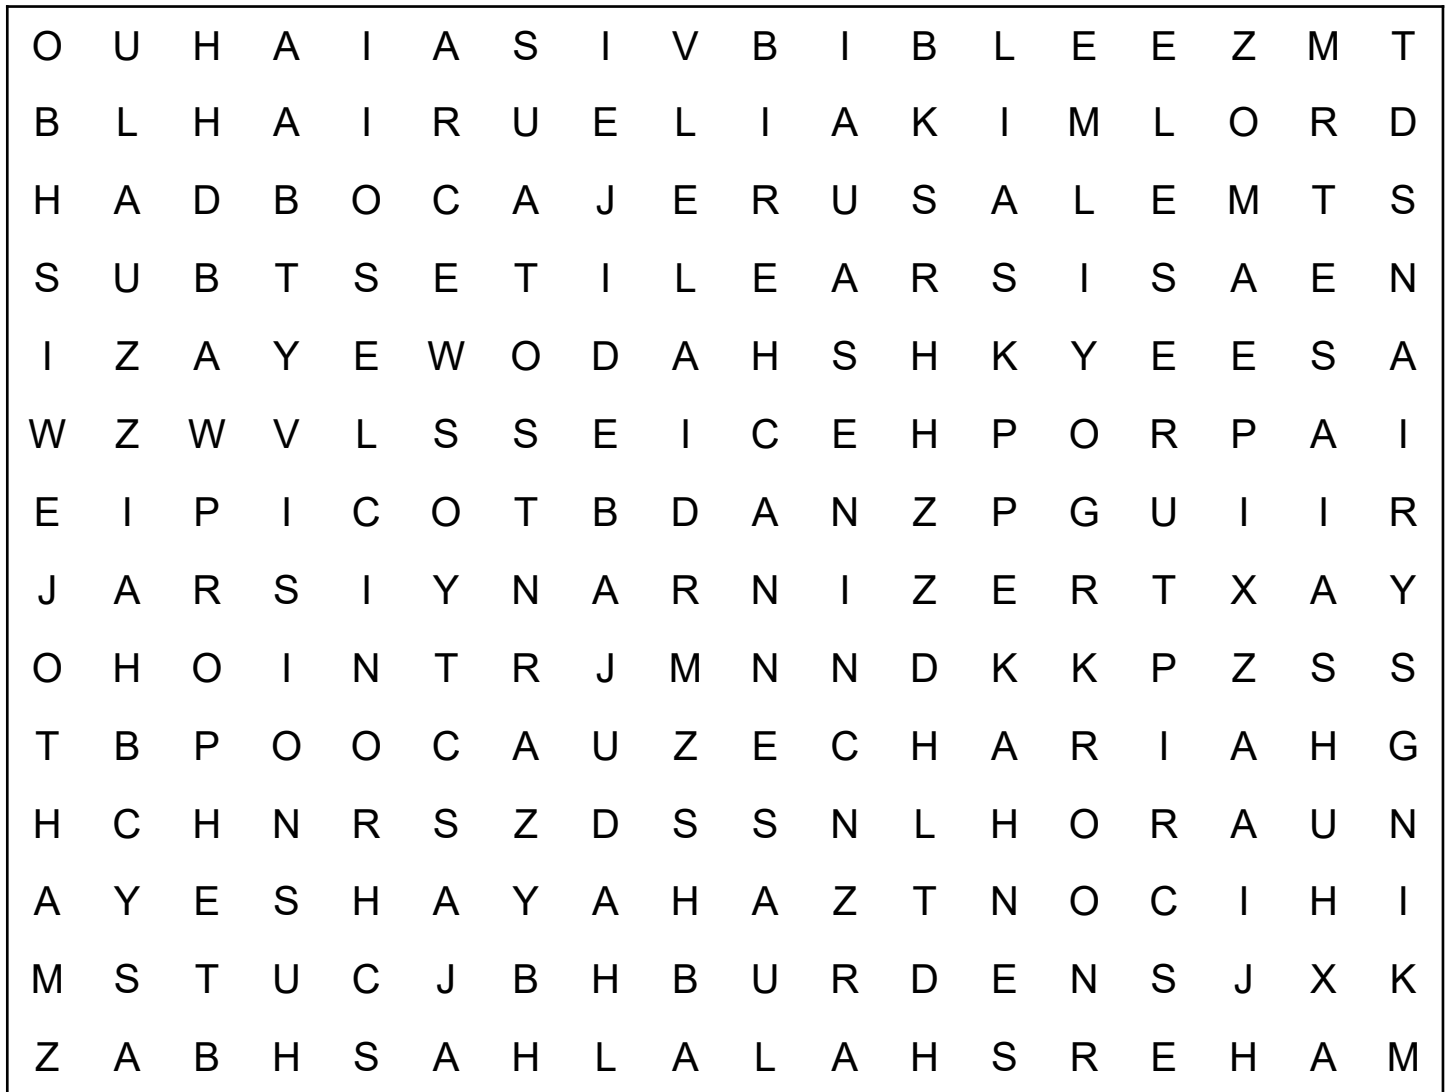 O U H A I A S I V B I B L E E Z M T
B L H A I R U E L I A K I M L O R D
H A D B O C A J E R U S A L E M T S
S U B T S E T I L E A R S I S A E N
I Z A Y E W O D A H S H K Y E E S A
W Z W V L S S E I C E H P O R P A I
E I P I C O T B D A N Z P G U I I R
J A R S I Y N A R N I Z E R T X A Y
O H O I N T R J M N N D K K P Z S S
T B P O O C A U Z E C H A R I A H G
H C H N R S Z D S S N L H O R A U N
A Y E S H A Y A H A Z T N O C I H I
M S T U C J B H B U R D E N S J X K
Z A B H S A H L A L A H S R E H A M